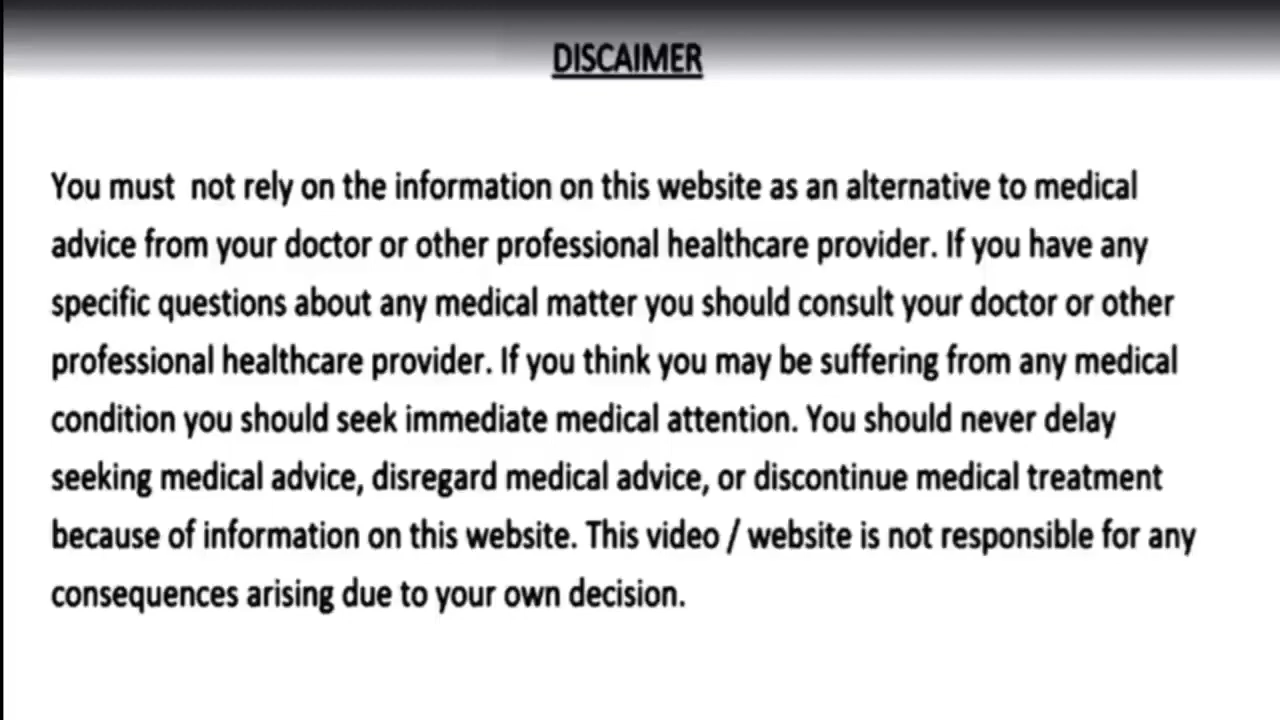 DISCAIMER
You must  not rely on the information on this website as an alternative to medical
advice from your doctor or other professional healthcare provider. If you have any
specific questions about any medical matter you should consult your doctor or other
professional healthcare provider. If you think you may be suffering from any medical
condition you should seek immediate medical attention. You should never delay
seeking medical advice, disregard medical advice, or discontinue medical treatment
because of information on this website. This video / website is not responsible for any
consequences arising due to your own decision.